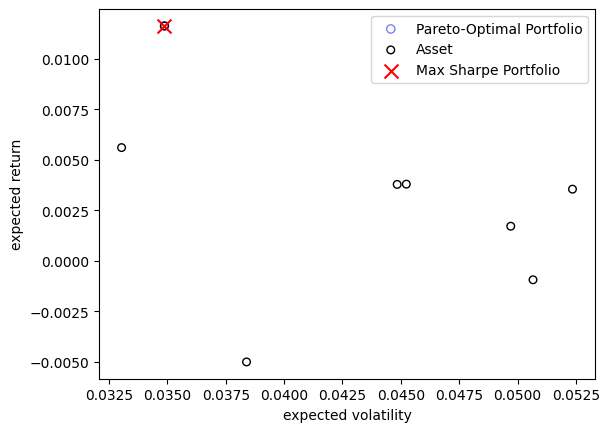 Pareto-Optimal Portfolio
Asset
Max Sharpe Portfolio
0.0100
0.0075
0.0050
0.0025
0.0000
−0.0025
−0.0050
expected return
0.0325 0.0350 0.0375 0.0400 0.0425 0.0450 0.0475 0.0500 0.0525
expected volatility